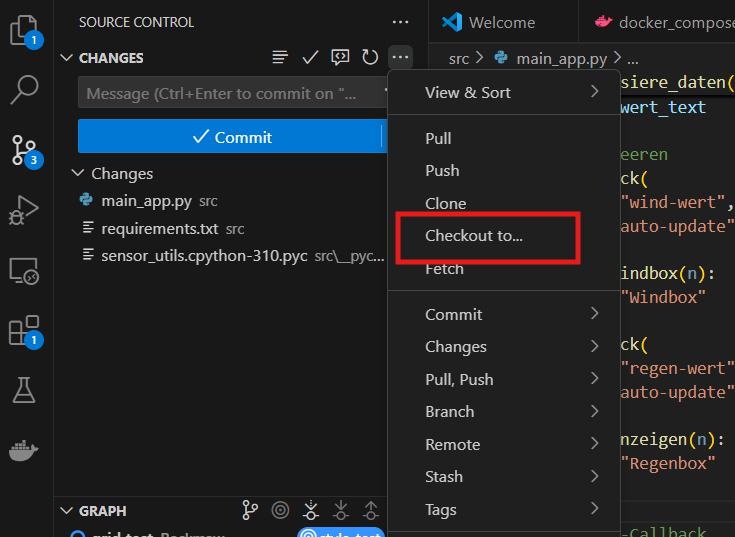 SOURCE CONTROL
Welcome
docker_compose
CHANGES
src > main_app.py > ...
Message (Ctrl+Enter to commit on "...
Commit
Changes
main_app.py src
requirements.txt src
sensor_utils.cpython-310.pyc src\__pyc...
View & Sort
Pull
Push
Clone
Checkout to...
Fetch
Commit
Changes
Pull, Push
Branch
Remote
Stash
Tags
siere_daten(
wert_text
eeren
ck(
"wind-wert",
auto-update"
indbox(n):
"Windbox"
ck(
"regen-wert"
auto-update"
nzeigen(n):
"Regenbox"
-Callback
GRAPH
grid-test
style-test
1
3
1